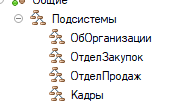 Общие
Подсистемы
ОбОрганизации
ОтделЗакупок
ОтделПродаж
Кадры